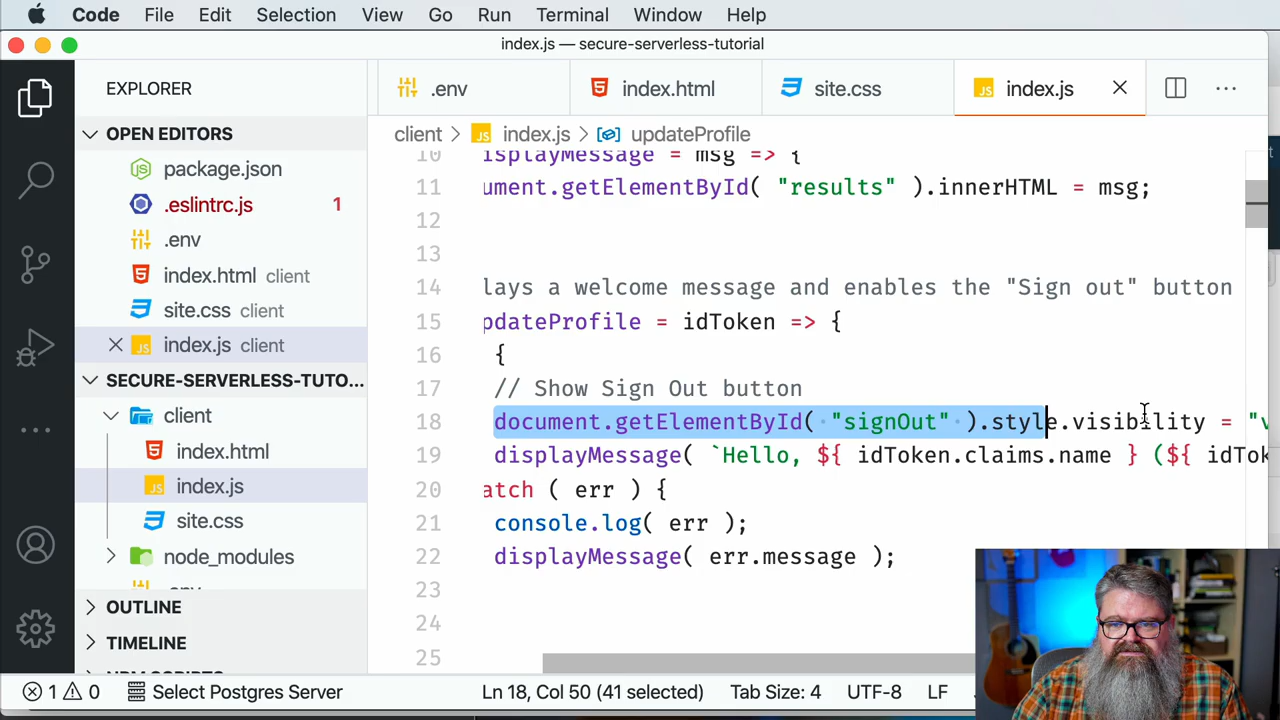 Code File Edit Selection View Go Run Terminal Window Help
index.js — secure-serverless-tutorial
EXPLORER
.env
index.html
site.css
index.js
OPEN EDITORS
package.json
.eslintrc.js 1
.env
index.html client
site.css client
index.js client
SECURE-SERVERLESS-TUTO...
client
index.html
index.js
site.css
node_modules
OUTLINE
TIMELINE
client > index.js > updateProfile
10 isplayMessage = msg => {
11 ument.getElementById( "results" ).innerHTML = msg;
12
13
14 lays a welcome message and enables the "Sign out" button
15 pdateProfile = idToken => {
16 {
17 // Show Sign Out button
18 document.getElementById( "signOut" ).style.visibility = "v
19 displayMessage( `Hello, ${ idToken.claims.name } (${ idTok
20 atch ( err ) {
21 console.log( err );
22 displayMessage( err.message );
23
24
25
1 0 Select Postgres Server Ln 18, Col 50 (41 selected) Tab Size: 4 UTF-8 LF